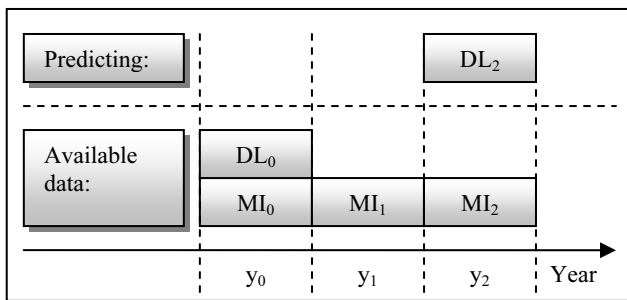 Predicting: DL₂
Available
data:
DL₀
MI₀ MI₁ MI₂
y₀ y₁ y₂ Year